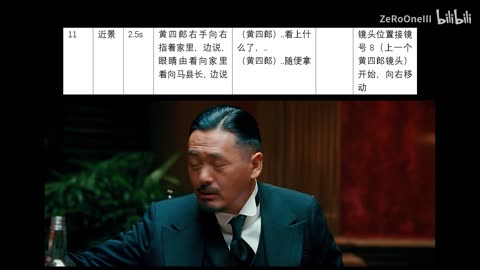 ZeRoOneIII bilibili
11 近景 2.5s 黄四郎右手向右 （黄四郎）..看上什 镜头位置接镜
指着家里，边说， 么了，.. 号 8（上一个
眼睛由看向家里 （黄四郎）..随便拿 黄四郎镜头）
看向马县长，边说 开始，向右移
动